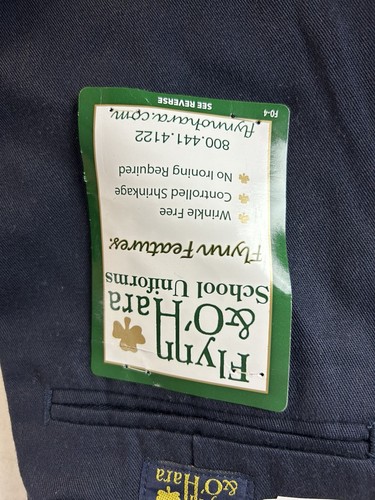 Flynn
&O'Hara
School Uniforms
Flynn Features:
Wrinkle Free
Controlled Shrinkage
No Ironing Required
800.441.4122
flynnohara.com
SEE REVERSE
F0-4
&O'Hara